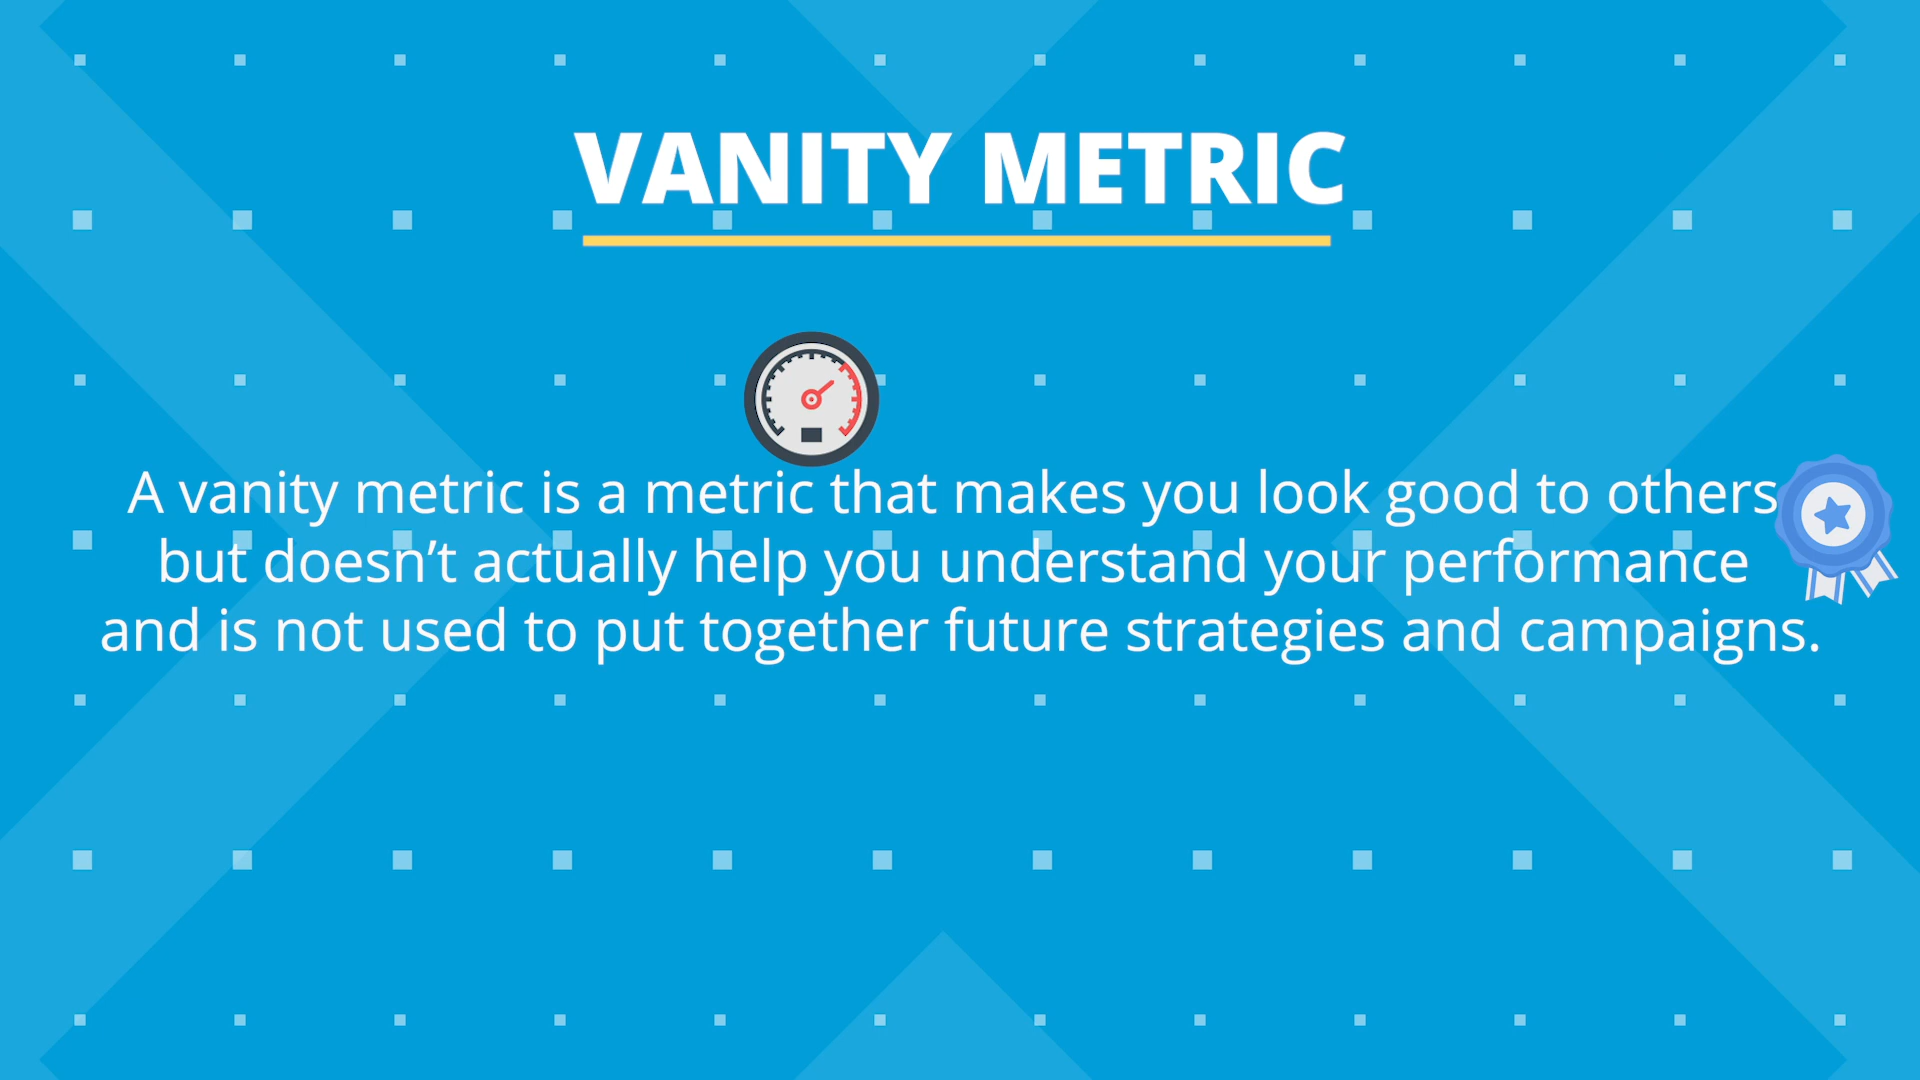 VANITY METRIC
A vanity metric is a metric that makes you look good to others
but doesn’t actually help you understand your performance
and is not used to put together future strategies and campaigns.